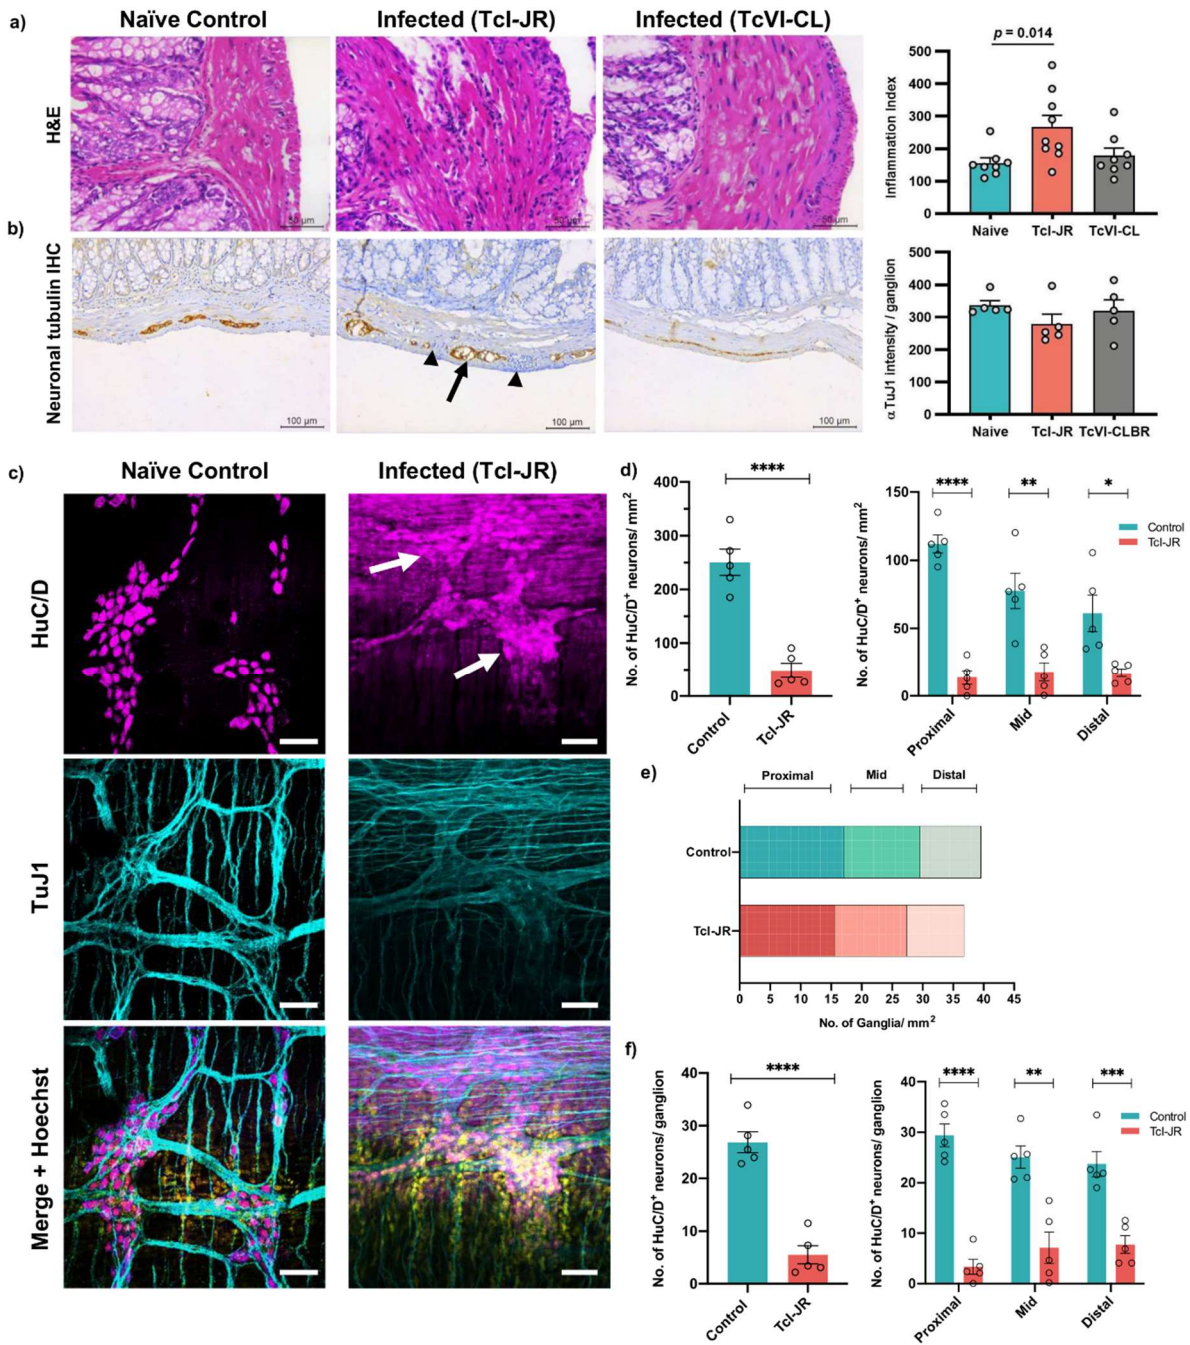 a)
Naïve Control
Infected (TcI-JR)
Infected (TcVI-CL)
H&E
50 µm
50 µm
50 µm
p = 0.014
Inflammation Index
500
400
300
200
100
0
Naive
TcI-JR
TcVI-CL
b)
Neuronal tubulin IHC
100 µm
100 µm
100 µm
αTuJ1 intensity / ganglion
500
400
300
200
100
0
Naive
TcI-JR
TcVI-CLBR
c)
Naïve Control
Infected (TcI-JR)
HuC/D
TuJ1
Merge + Hoechst
d)
No. of HuC/D+ neurons/ mm2
400
300
200
100
0
****
Control
TcI-JR
No. of HuC/D+ neurons/ mm2
150
100
50
0
****
**
*
Control
TcI-JR
Proximal
Mid
Distal
e)
Proximal
Mid
Distal
Control
TcI-JR
0 5 10 15 20 25 30 35 40 45
No. of Ganglia/ mm2
f)
No. of HuC/D+ neurons/ ganglion
40
30
20
10
0
****
Control
TcI-JR
No. of HuC/D+ neurons/ ganglion
40
30
20
10
0
****
**
***
Control
TcI-JR
Proximal
Mid
Distal